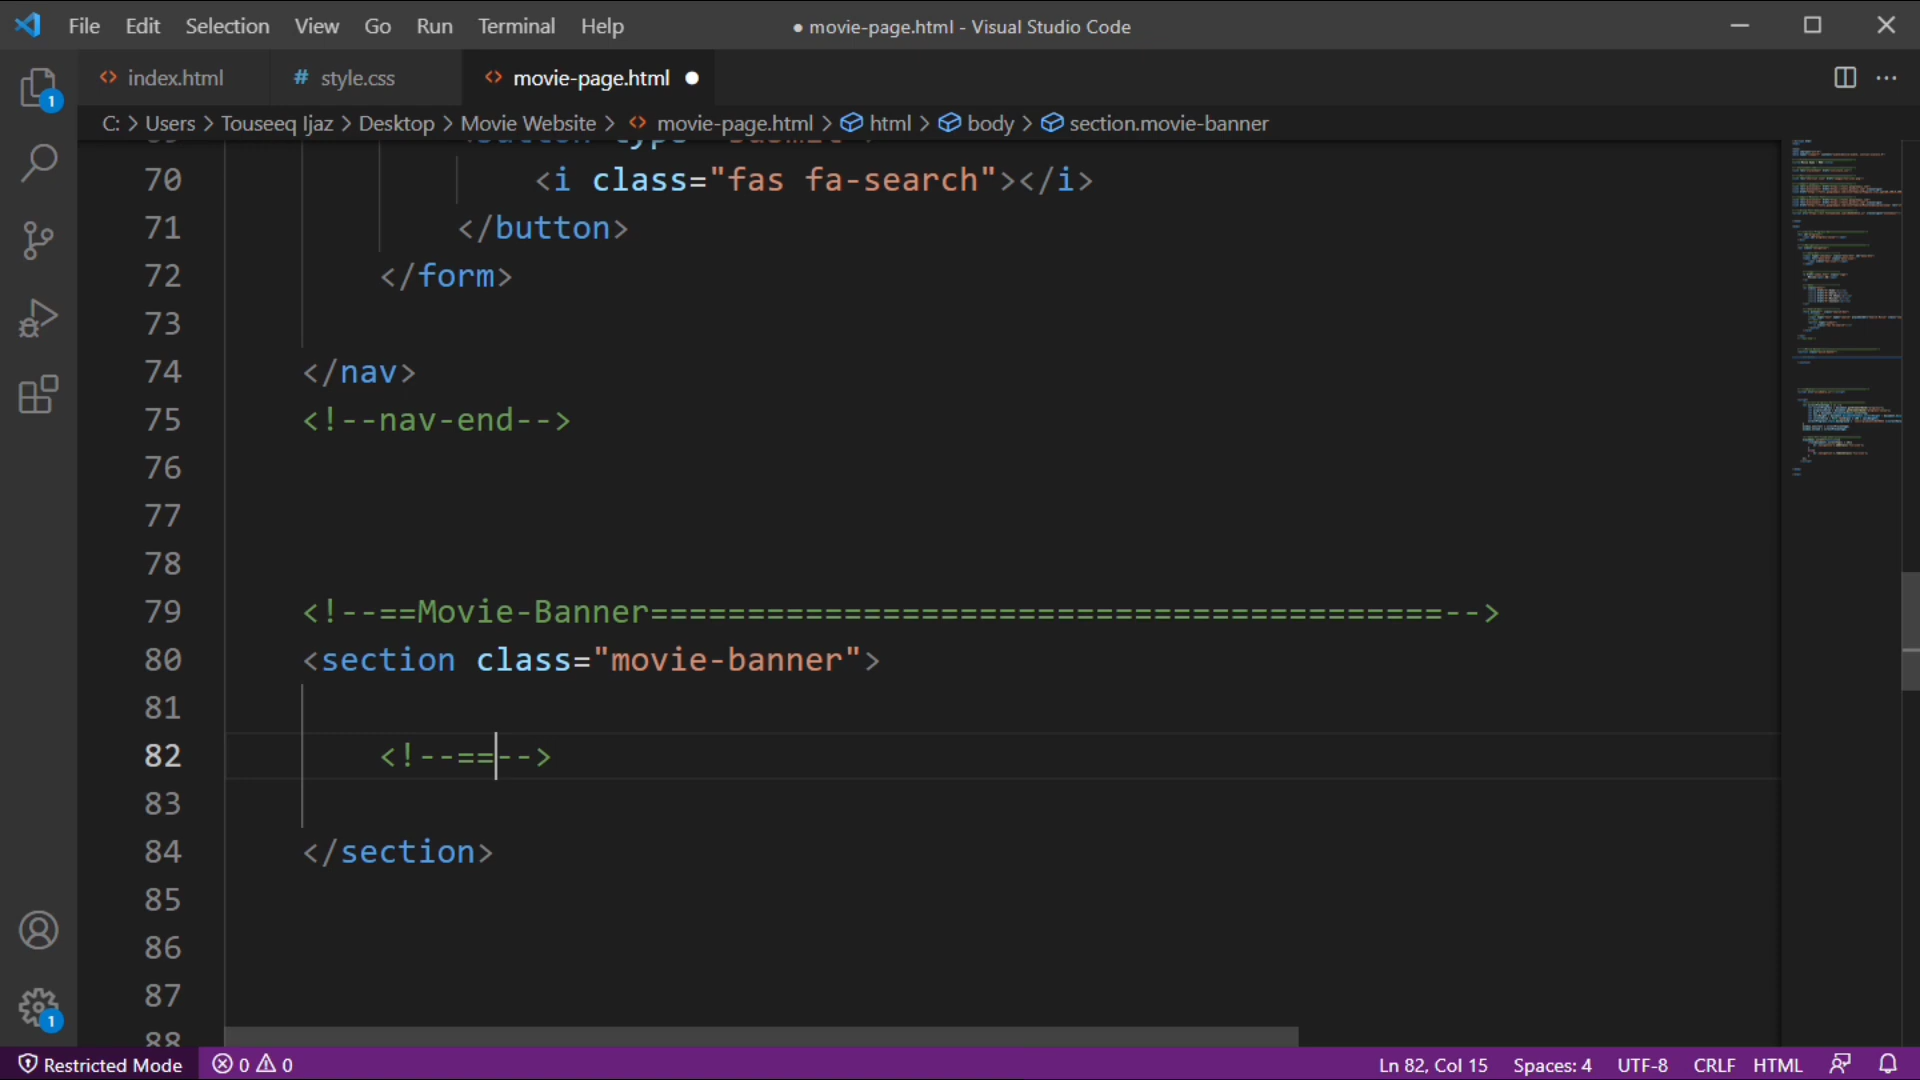 File Edit Selection View Go Run Terminal Help ● movie-page.html - Visual Studio Code
index.html # style.css movie-page.html
C: > Users > Touseeq Ijaz > Desktop > Movie Website > movie-page.html > html > body > section.movie-banner
70 <i class="fas fa-search"></i>
71 </button>
72 </form>
73
74 </nav>
75 <!--nav-end-->
76
77
78
79 <!--==Movie-Banner=========================================-->
80 <section class="movie-banner">
81
82 <!--==-->
83
84 </section>
85
86
87
88
1
1
Restricted Mode 0 0 Ln 82, Col 15 Spaces: 4 UTF-8 CRLF HTML